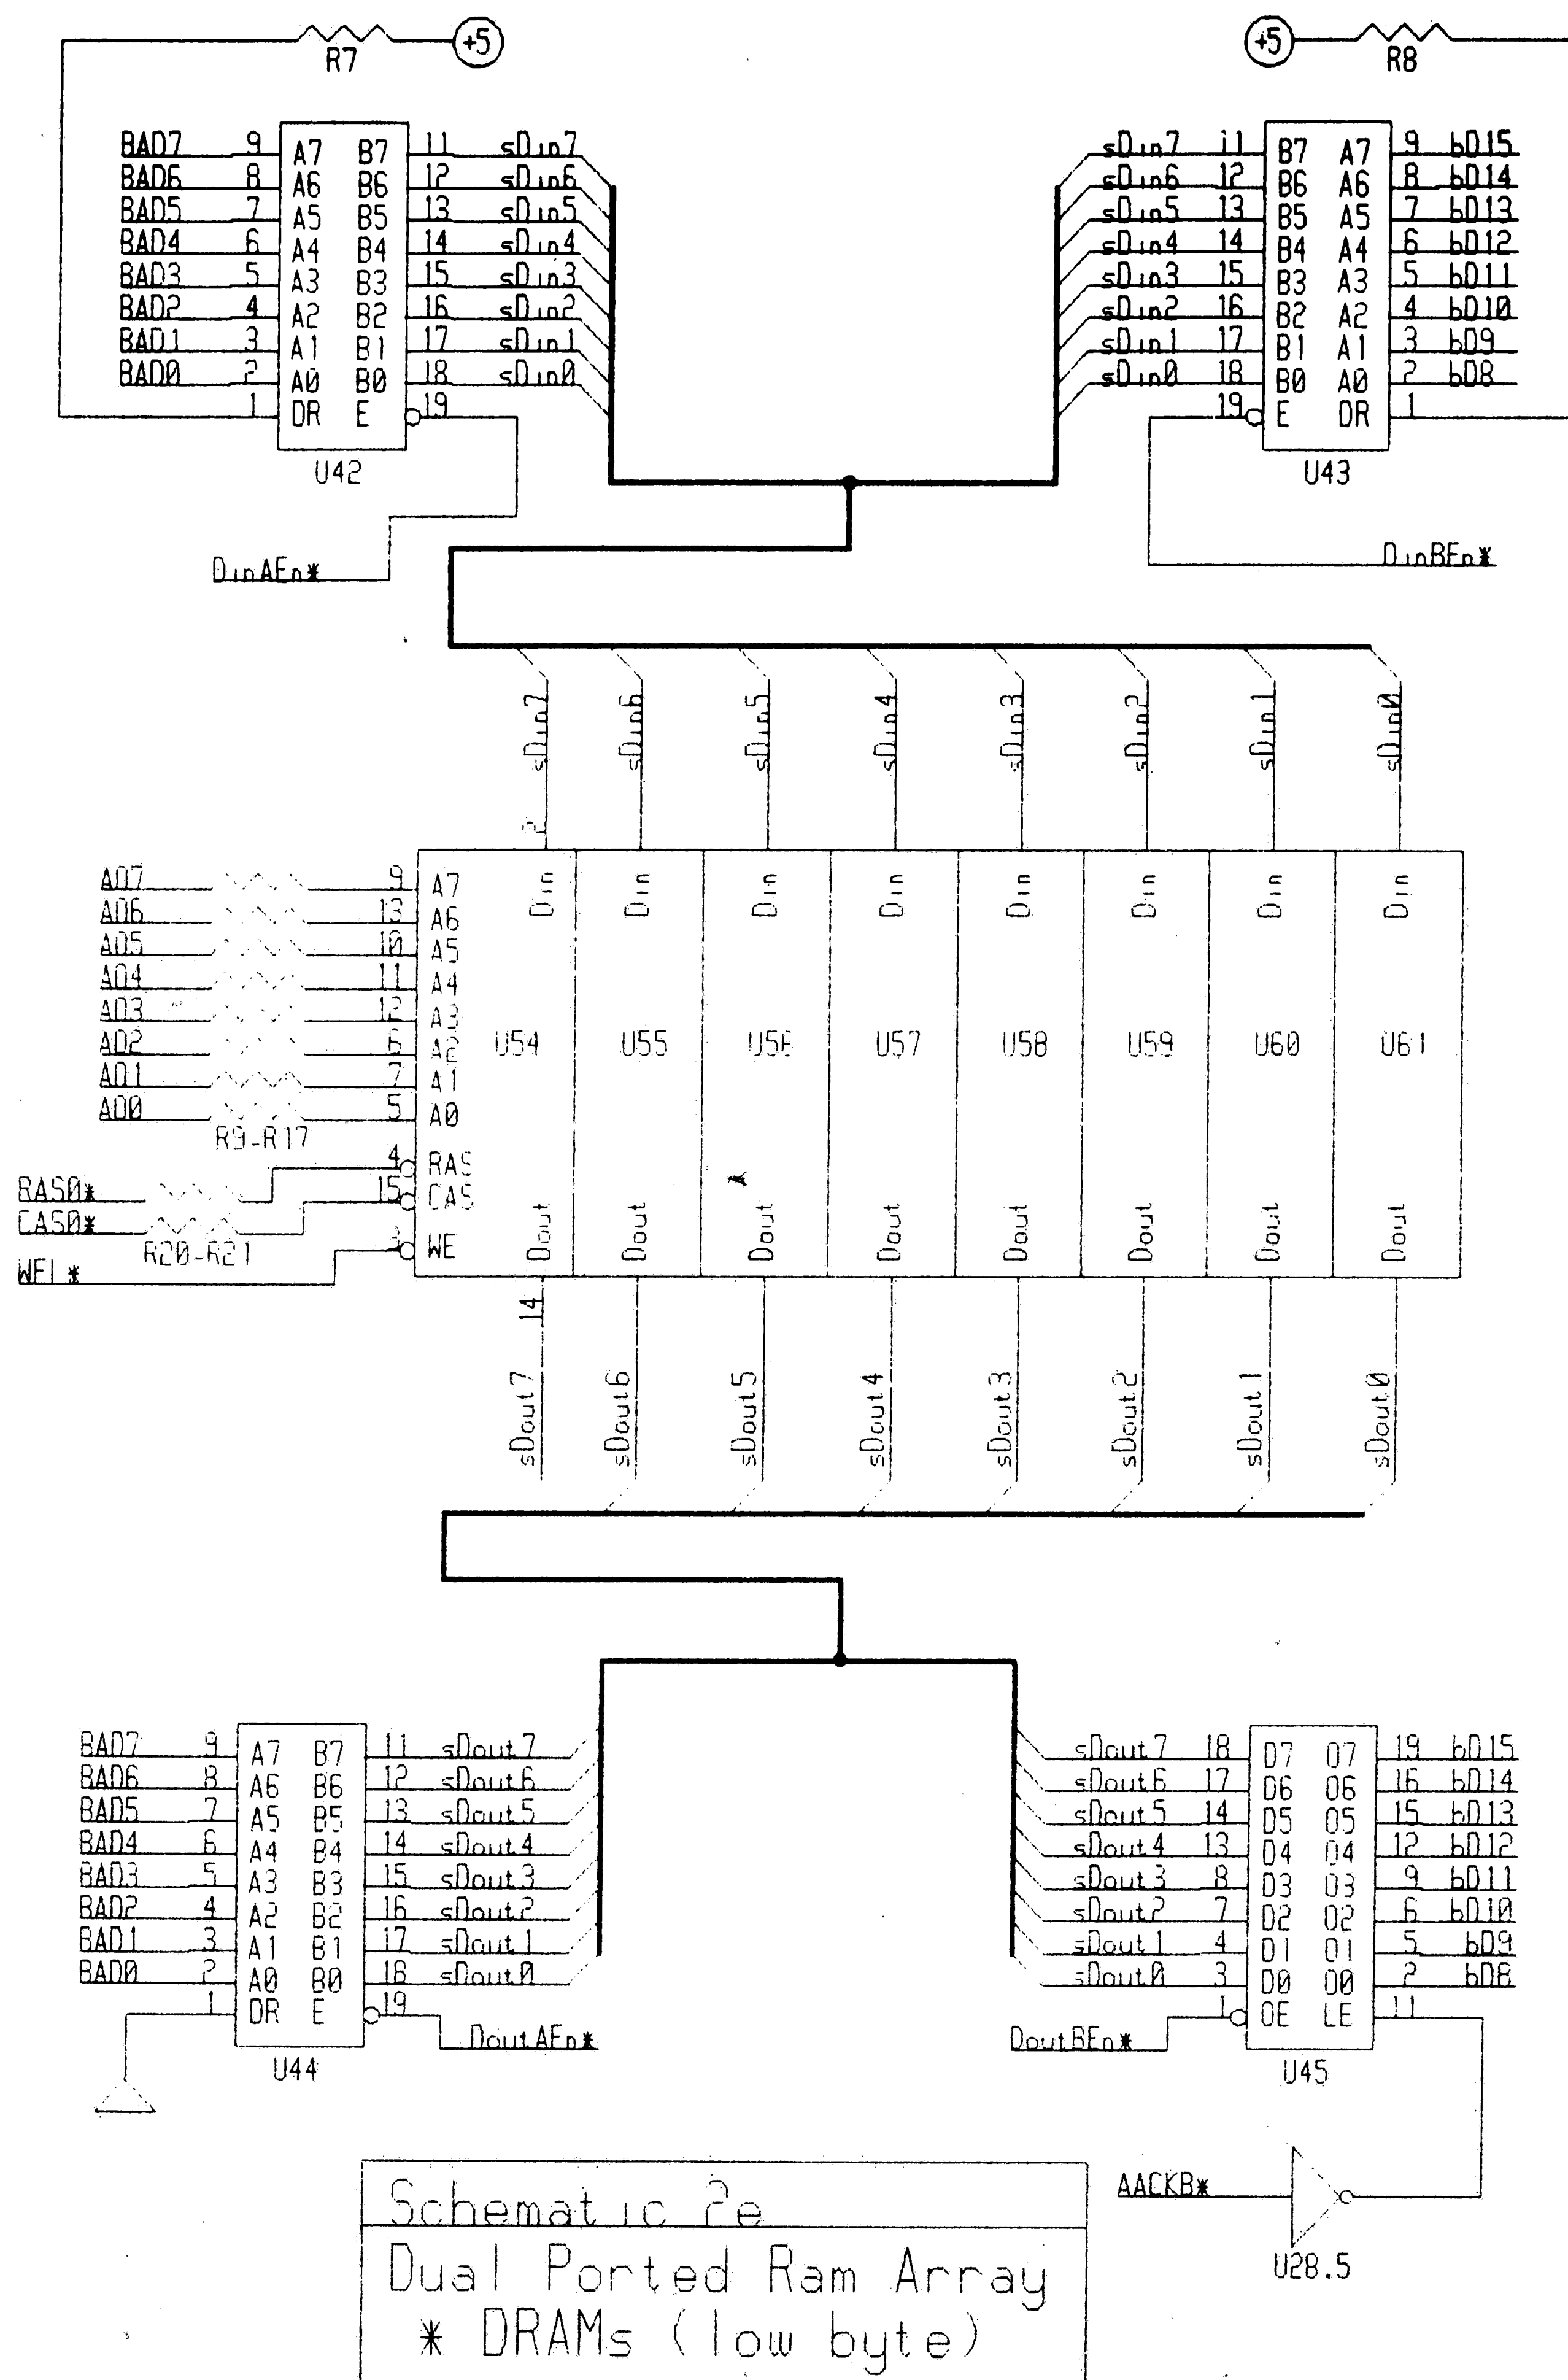 R7 +5 +5 R8
BAD7 9 A7 B7 11 sDin7 sDin7 11 B7 A7 9 bD15
BAD6 8 A6 B6 12 sDin6 sDin6 12 B6 A6 8 bD14
BAD5 7 A5 B5 13 sDin5 sDin5 13 B5 A5 7 bD13
BAD4 6 A4 B4 14 sDin4 sDin4 14 B4 A4 6 bD12
BAD3 5 A3 B3 15 sDin3 sDin3 15 B3 A3 5 bD11
BAD2 4 A2 B2 16 sDin2 sDin2 16 B2 A2 4 bD10
BAD1 3 A1 B1 17 sDin1 sDin1 17 B1 A1 3 bD9
BAD0 2 A0 B0 18 sDin0 sDin0 18 B0 A0 2 bD8
1 DR E 19 19 E DR 1
U42 U43
DinAEn* DinBEn*
sDin7 sDin6 sDin5 sDin4 sDin3 sDin2 sDin1 sDin0
2
Din Din Din Din Din Din Din Din
AD7 9 A7
AD6 13 A6
AD5 10 A5
AD4 11 A4
AD3 12 A3
AD2 6 A2 U54 U55 U56 U57 U58 U59 U60 U61
AD1 7 A1
AD0 5 A0
R9-R17
4 RAS
RAS0* 15 CAS
CAS0*
R20-R21 3 WE
WEL*
Dout Dout Dout Dout Dout Dout Dout Dout
14
sDout7 sDout6 sDout5 sDout4 sDout3 sDout2 sDout1 sDout0
BAD7 9 A7 B7 11 sDout7 sDout7 18 D7 O7 19 bD15
BAD6 8 A6 B6 12 sDout6 sDout6 17 D6 O6 16 bD14
BAD5 7 A5 B5 13 sDout5 sDout5 14 D5 O5 15 bD13
BAD4 6 A4 B4 14 sDout4 sDout4 13 D4 O4 12 bD12
BAD3 5 A3 B3 15 sDout3 sDout3 8 D3 O3 9 bD11
BAD2 4 A2 B2 16 sDout2 sDout2 7 D2 O2 6 bD10
BAD1 3 A1 B1 17 sDout1 sDout1 4 D1 O1 5 bD9
BAD0 2 A0 B0 18 sDout0 sDout0 3 D0 O0 2 bD8
1 DR E 19 1 OE LE 11
DoutAEn* DoutBEn*
U44 U45
AACKB*
U28.5
Schematic 2e
Dual Ported Ram Array
* DRAMs (low byte)